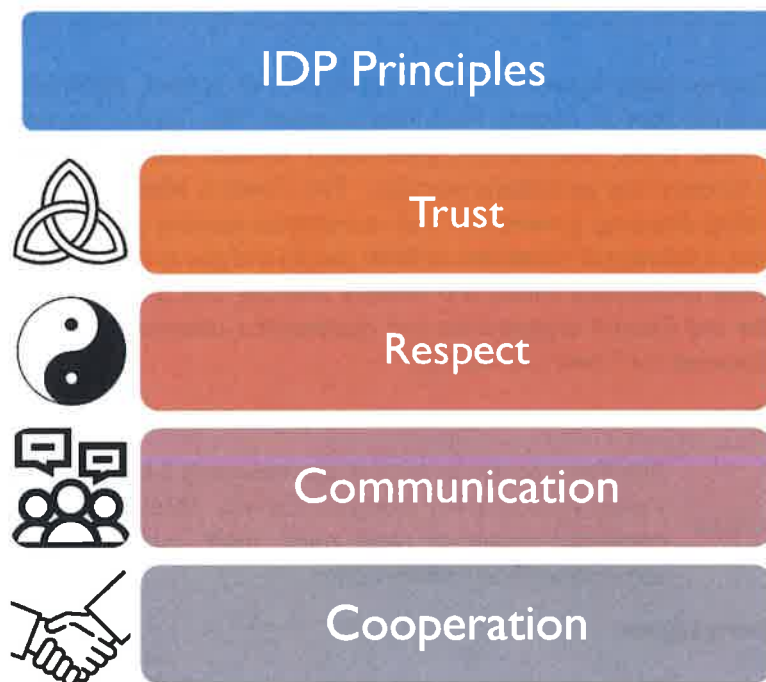 IDP Principles
Trust
Respect
Communication
Cooperation